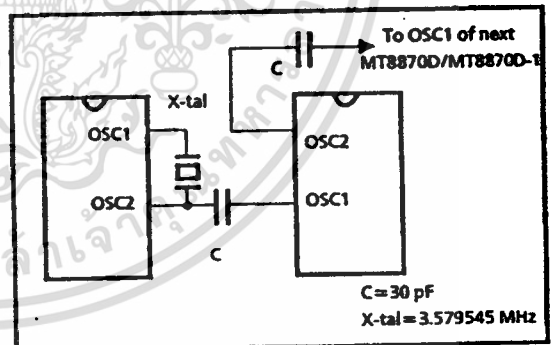 To OSC1 of next
MT8870D/MT8870D-1
C
X-tal
OSC1
OSC2
OSC2
OSC1
C
C=30 pF
X-tal=3.579545 MHz